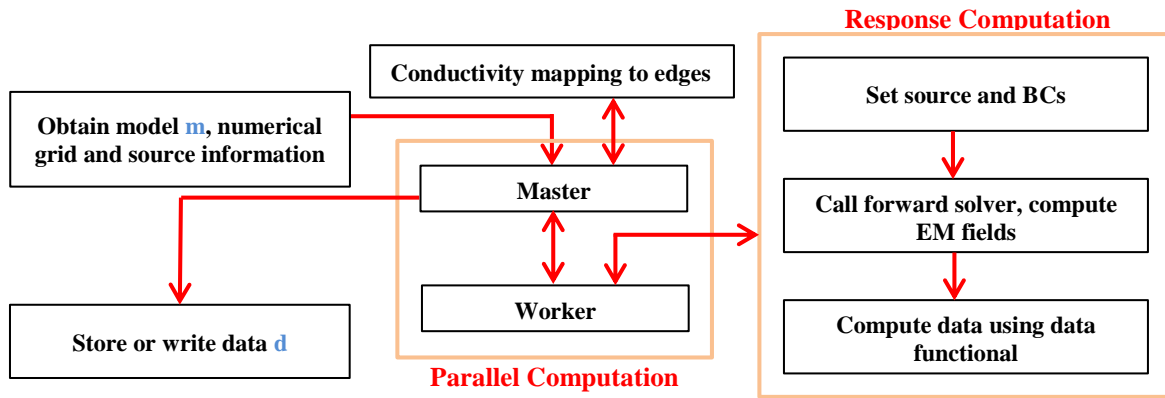 Response Computation
Conductivity mapping to edges
Set source and BCs
Obtain model m, numerical
grid and source information
Master
Call forward solver, compute
EM fields
Worker
Store or write data d
Compute data using data
functional
Parallel Computation